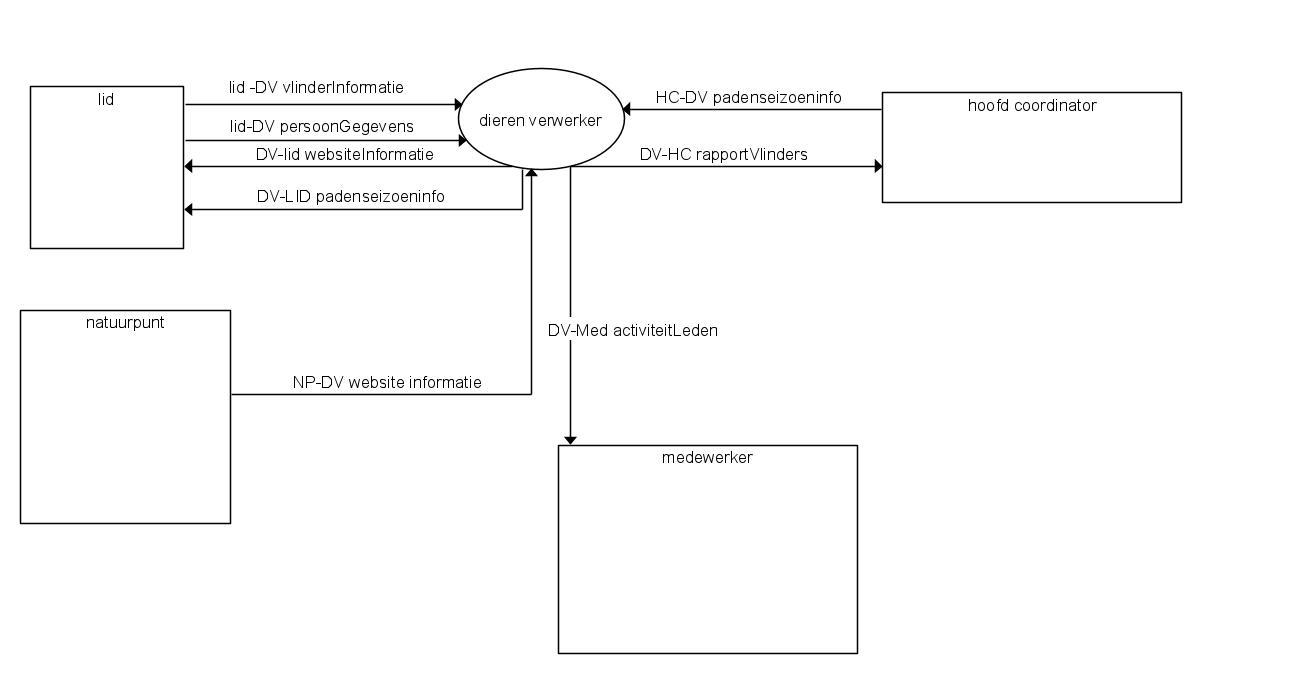 lid -DV vlinderInformatie
lid
HC-DV padenseizoeninfo
hoofd coordinator
dieren verwerker
lid-DV persoonGegevens
DV-lid websiteInformatie
DV-HC rapportVlinders
DV-LID padenseizoeninfo
natuurpunt
DV-Med activiteitLeden
NP-DV website informatie
medewerker